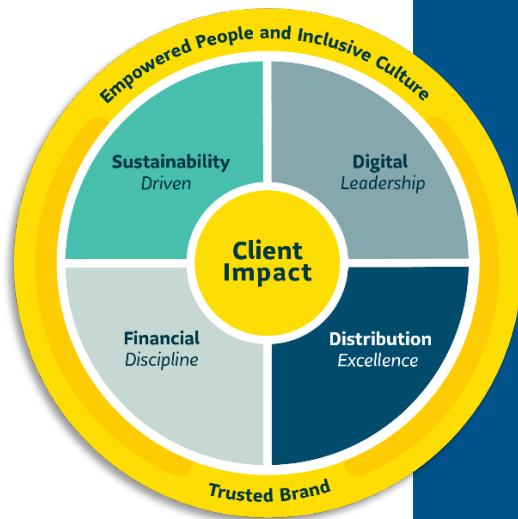 Empowered People and Inclusive Culture
Sustainability
Driven
Digital
Leadership
Client
Impact
Financial
Discipline
Distribution
Excellence
Trusted Brand